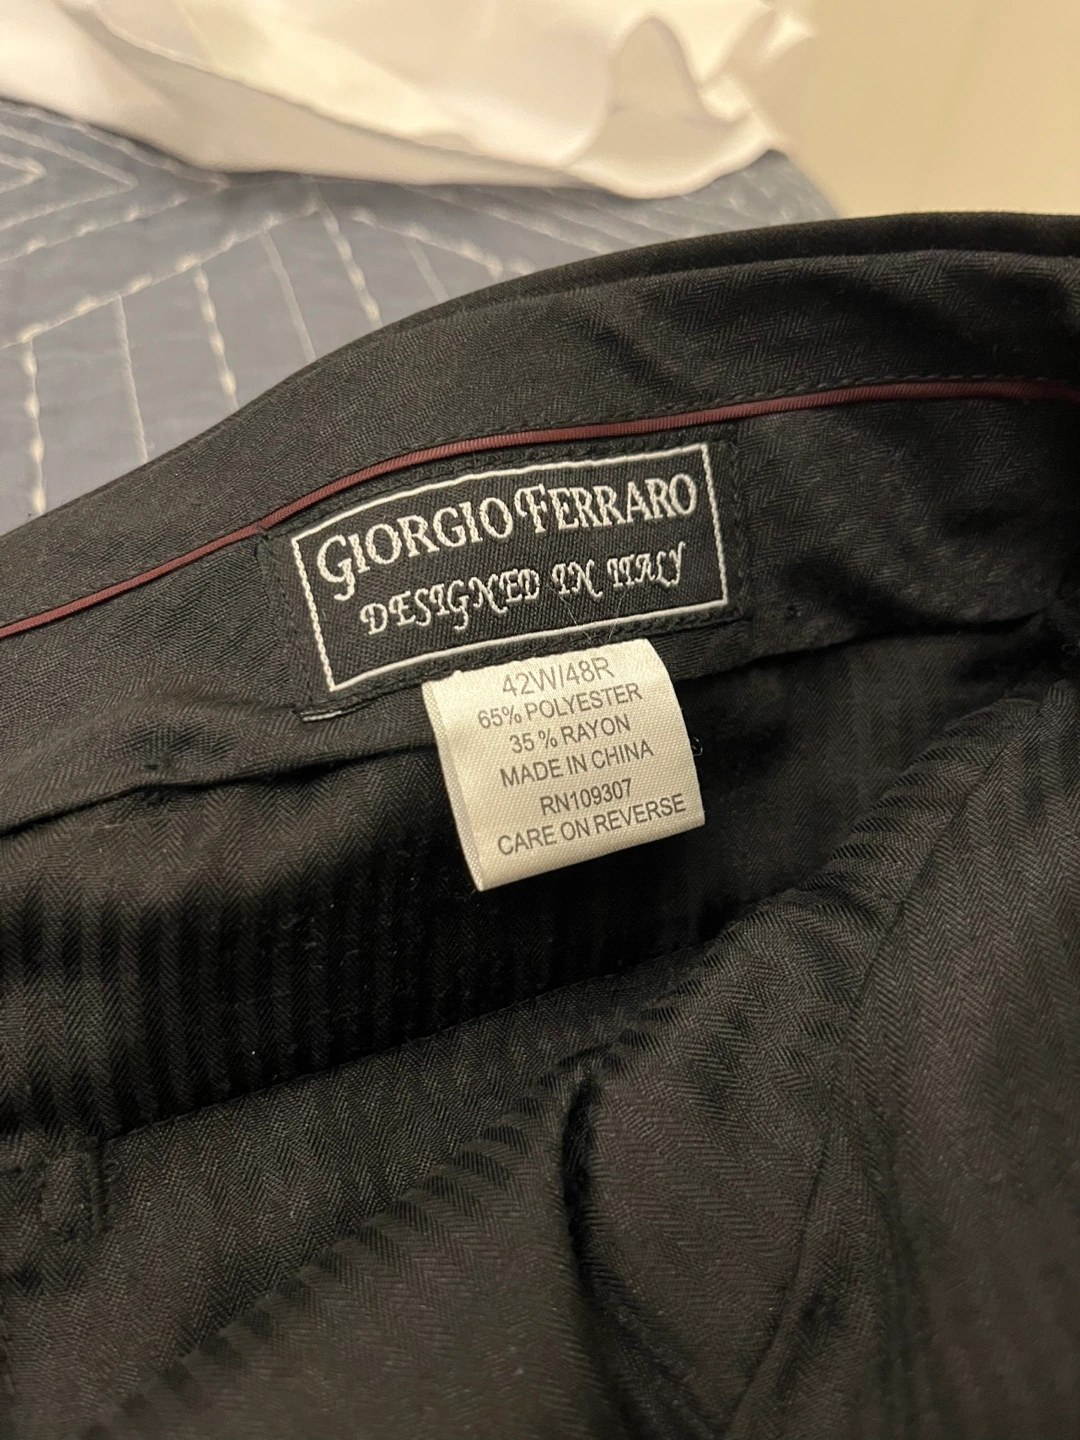 GIORGIO FERRARO
DESIGNED IN ITALY
42W/48R
65% POLYESTER
35 % RAYON
MADE IN CHINA
RN109307
CARE ON REVERSE